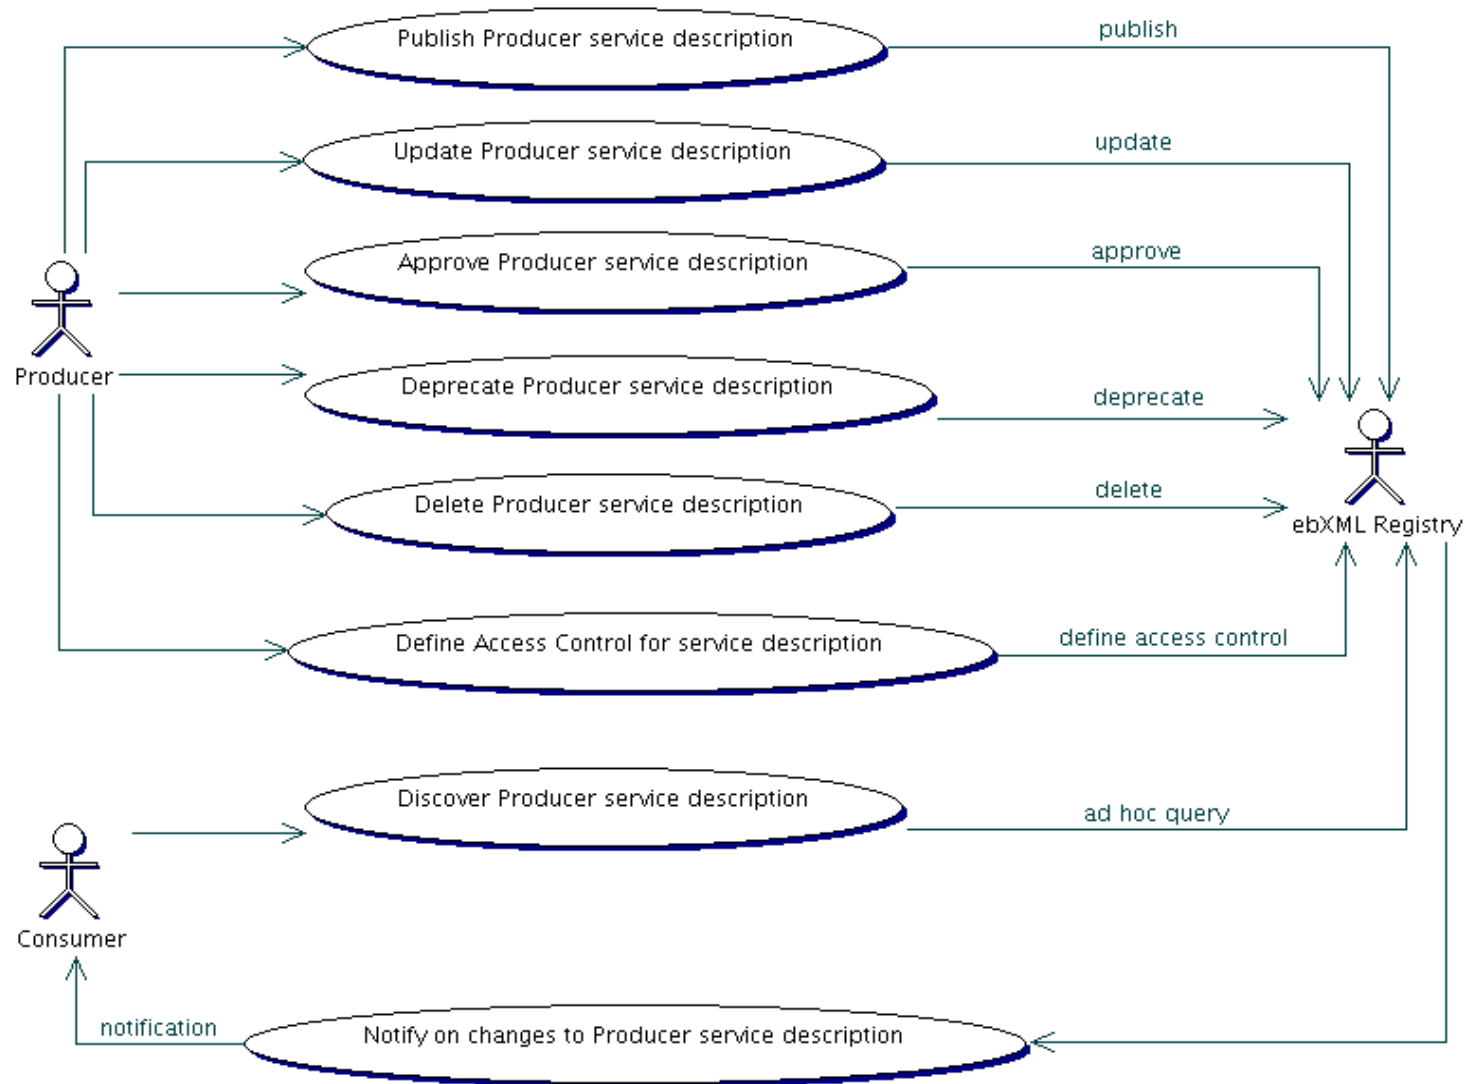 Publish Producer service description
publish
Update Producer service description
update
Approve Producer service description
approve
Producer
Deprecate Producer service description
deprecate
Delete Producer service description
delete
ebXML Registry
Define Access Control for service description
define access control
Discover Producer service description
ad hoc query
Consumer
notification
Notify on changes to Producer service description